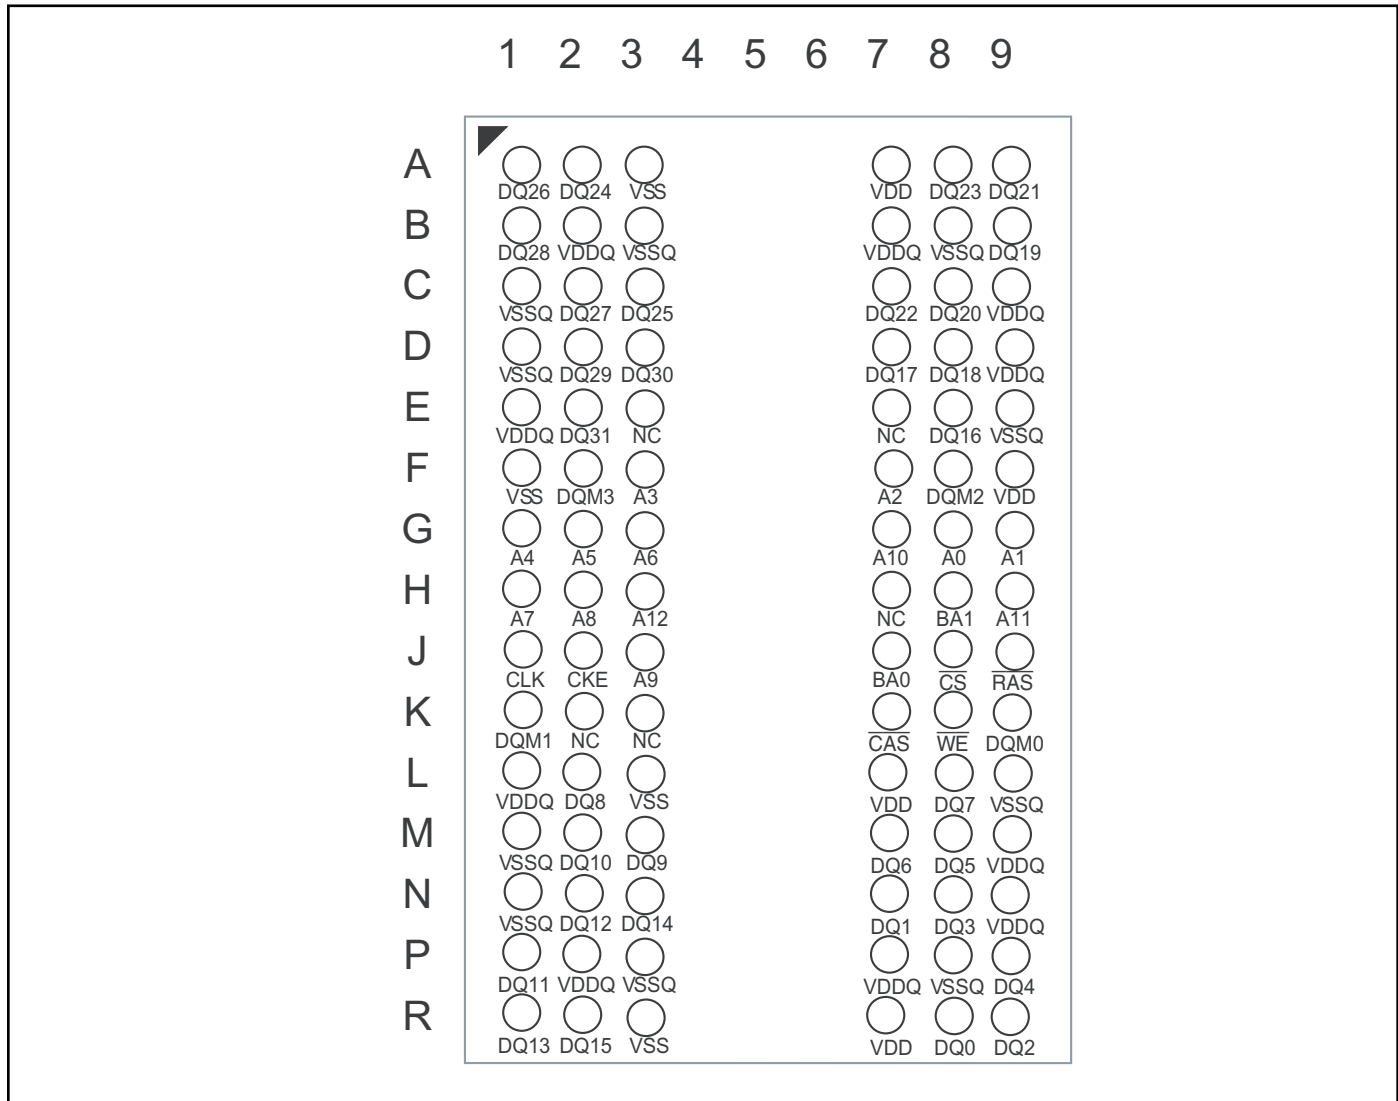 1 2 3 4 5 6 7 8 9
A
DQ26 DQ24 VSS VDD DQ23 DQ21
B
DQ28 VDDQ VSSQ VDDQ VSSQ DQ19
C
VSSQ DQ27 DQ25 DQ22 DQ20 VDDQ
D
VSSQ DQ29 DQ30 DQ17 DQ18 VDDQ
E
VDDQ DQ31 NC NC DQ16 VSSQ
F
VSS DQM3 A3 A2 DQM2 VDD
G
A4 A5 A6 A10 A0 A1
H
A7 A8 A12 NC BA1 A11
J
CLK CKE A9 BA0 C̅S̅ R̅A̅S̅
K
DQM1 NC NC C̅A̅S̅ W̅E̅ DQM0
L
VDDQ DQ8 VSS VDD DQ7 VSSQ
M
VSSQ DQ10 DQ9 DQ6 DQ5 VDDQ
N
VSSQ DQ12 DQ14 DQ1 DQ3 VDDQ
P
DQ11 VDDQ VSSQ VDDQ VSSQ DQ4
R
DQ13 DQ15 VSS VDD DQ0 DQ2